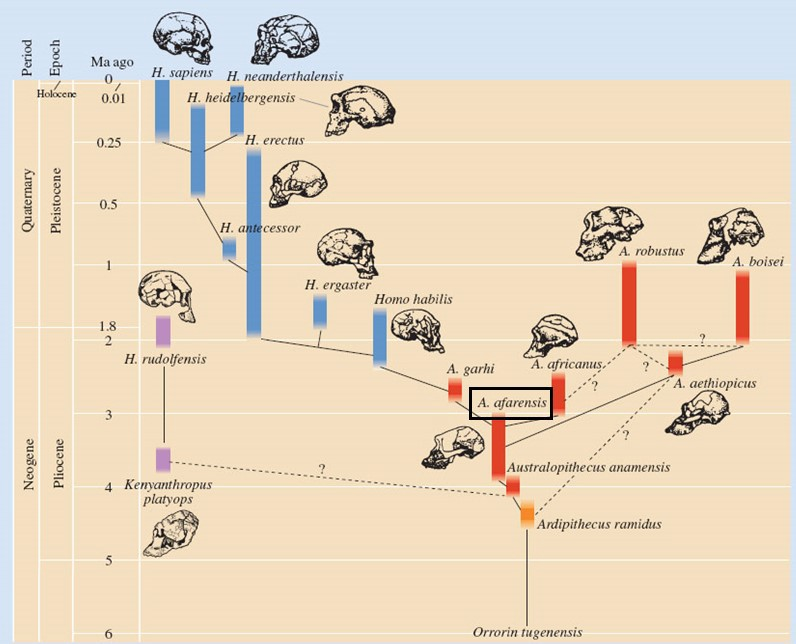 Period
Epoch
Ma ago
0
Holocene
0.01
0.25
0.5
1
1.8
2
3
4
5
6
Quaternary
Pleistocene
Neogene
Pliocene
H. sapiens
H. neanderthalensis
H. heidelbergensis
H. erectus
H. antecessor
H. ergaster
Homo habilis
H. rudolfensis
A. robustus
A. boisei
?
A. garhi
A. africanus
?
?
A. aethiopicus
A. afarensis
?
Australopithecus anamensis
?
Kenyanthropus
platyops
Ardipithecus ramidus
Orrorin tugenensis